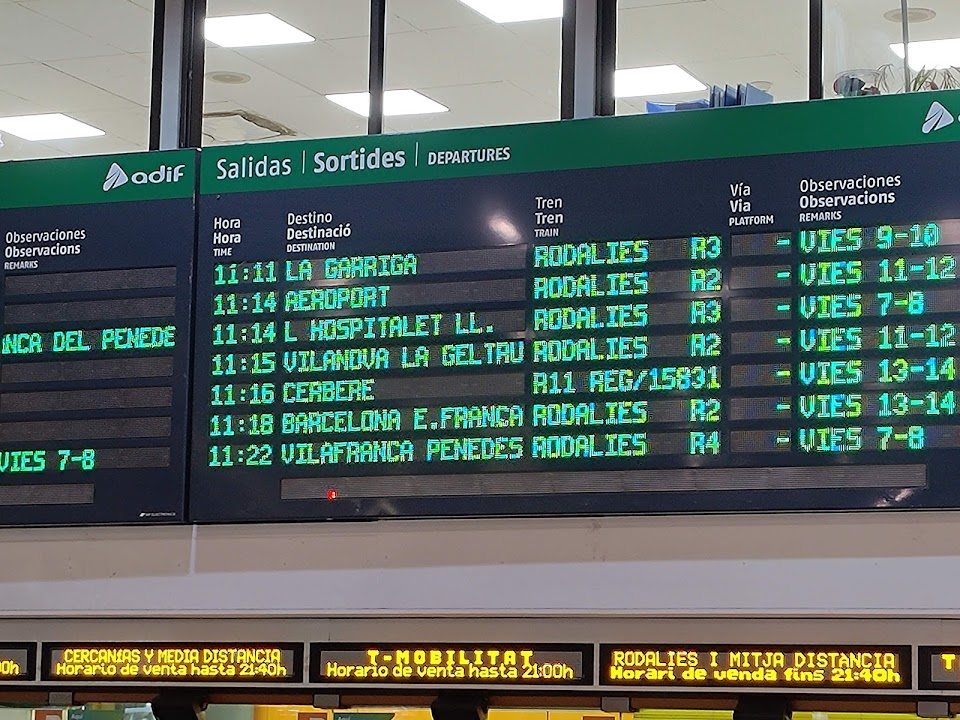 adif
Observaciones
Observacions
REMARKS
DEL PENEDE
VIES 7-8
Salidas | Sortides | DEPARTURES
Hora
Hora
TIME
Destino
Destinació
DESTINATION
Tren
Tren
TRAIN
Vía
Via
PLATFORM
Observaciones
Observacions
REMARKS
11:11 LA GARRIGA RODALIES R3 - VIES 9-10
11:14 AEROPORT RODALIES R2 - VIES 11-12
11:14 L HOSPITALET LL. RODALIES R3 - VIES 7-8
11:15 VILANOVA LA GELTRU RODALIES R2 - VIES 11-12
11:16 CERBERE R11 REG/15831 - VIES 13-14
11:18 BARCELONA E.FRANCA RODALIES R2 - VIES 13-14
11:22 VILAFRANCA PENEDES RODALIES R4 - VIES 7-8
CERCANÍAS Y MEDIA DISTANCIA
Horario de venta hasta 21:40h
T-MOBILITAT
Horario de venta hasta 21:00h
RODALIES I MITJA DISTÀNCIA
Horari de venda fins 21:40h